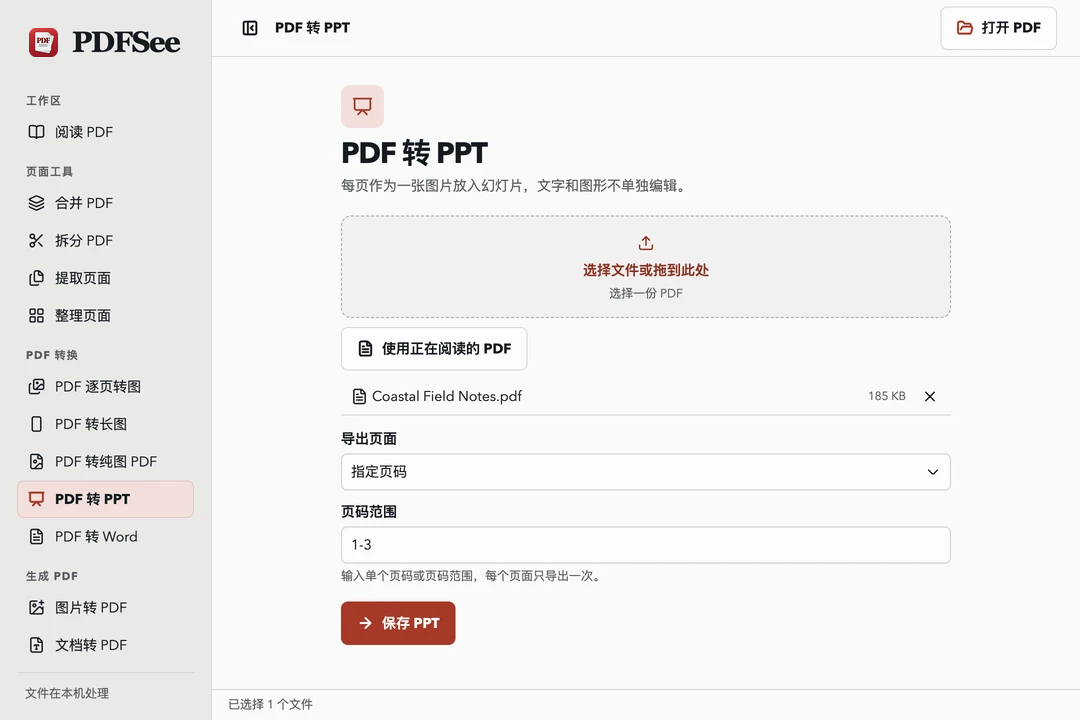 PDF
PDFSee
工作区
阅读 PDF
页面工具
合并 PDF
拆分 PDF
提取页面
整理页面
PDF 转换
PDF 逐页转图
PDF 转长图
PDF 转纯图 PDF
PDF 转 PPT
PDF 转 Word
生成 PDF
图片转 PDF
文档转 PDF
文件在本机处理
PDF 转 PPT
打开 PDF
PDF 转 PPT
每页作为一张图片放入幻灯片，文字和图形不单独编辑。
选择文件或拖到此处
选择一份 PDF
使用正在阅读的 PDF
Coastal Field Notes.pdf 185 KB
导出页面
指定页码
页码范围
1-3
输入单个页码或页码范围，每个页面只导出一次。
保存 PPT
已选择 1 个文件